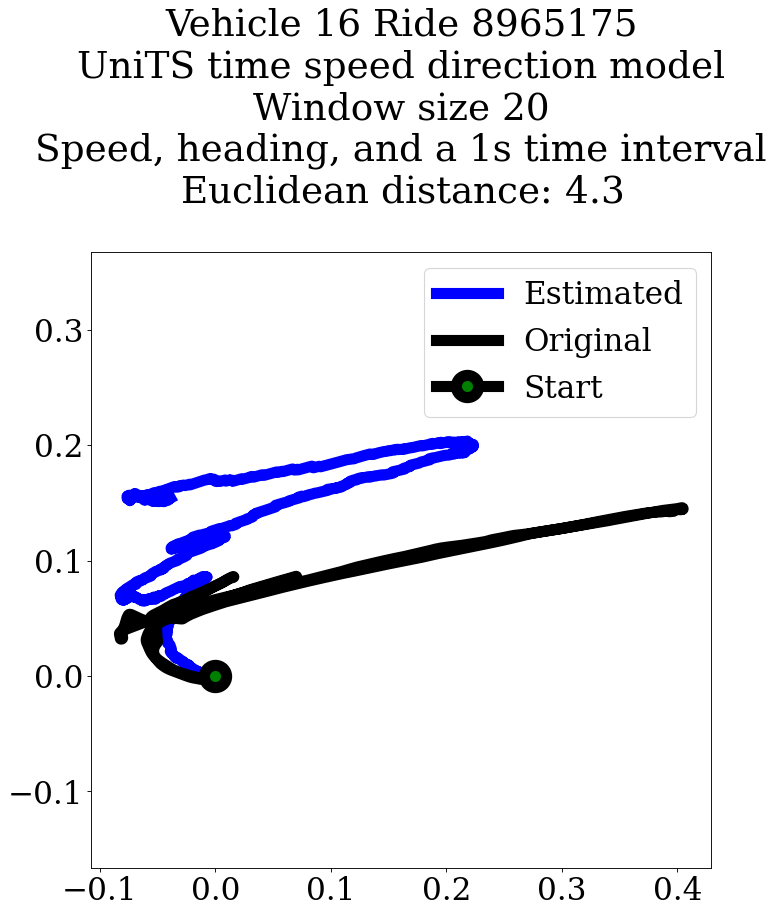 Vehicle 16 Ride 8965175
UniTS time speed direction model
Window size 20
Speed, heading, and a 1s time interval
Euclidean distance: 4.3
Estimated
Original
Start
0.3
0.2
0.1
0.0
−0.1
−0.1 0.0 0.1 0.2 0.3 0.4